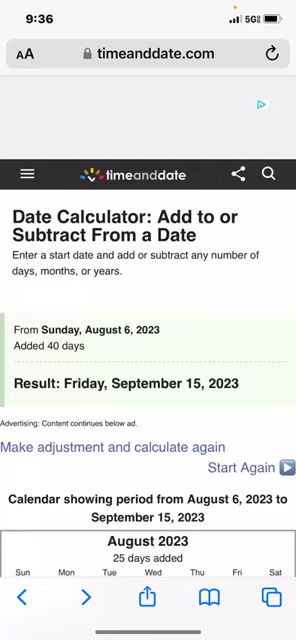 9:36
5G
AA timeanddate.com
timeanddate
Date Calculator: Add to or
Subtract From a Date
Enter a start date and add or subtract any number of
days, months, or years.
From Sunday, August 6, 2023
Added 40 days
Result: Friday, September 15, 2023
Advertising: Content continues below ad.
Make adjustment and calculate again
Start Again
Calendar showing period from August 6, 2023 to
September 15, 2023
August 2023
25 days added
Sun Mon Tue Wed Thu Fri Sat